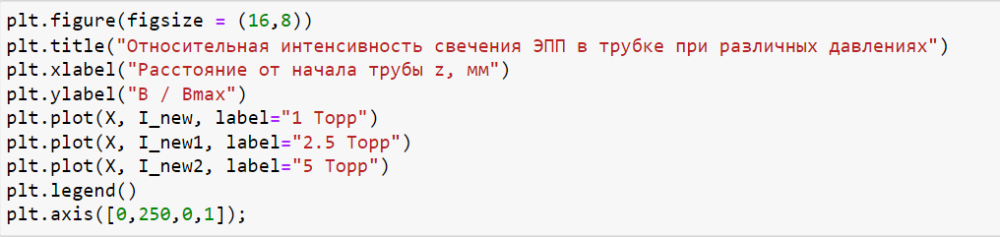 plt.figure(figsize = (16,8))
plt.title("Относительная интенсивность свечения ЭПП в трубке при различных давлениях")
plt.xlabel("Расстояние от начала трубы z, мм")
plt.ylabel("B / Bmax")
plt.plot(X, I_new, label="1 Торр")
plt.plot(X, I_new1, label="2.5 Торр")
plt.plot(X, I_new2, label="5 Торр")
plt.legend()
plt.axis([0,250,0,1]);